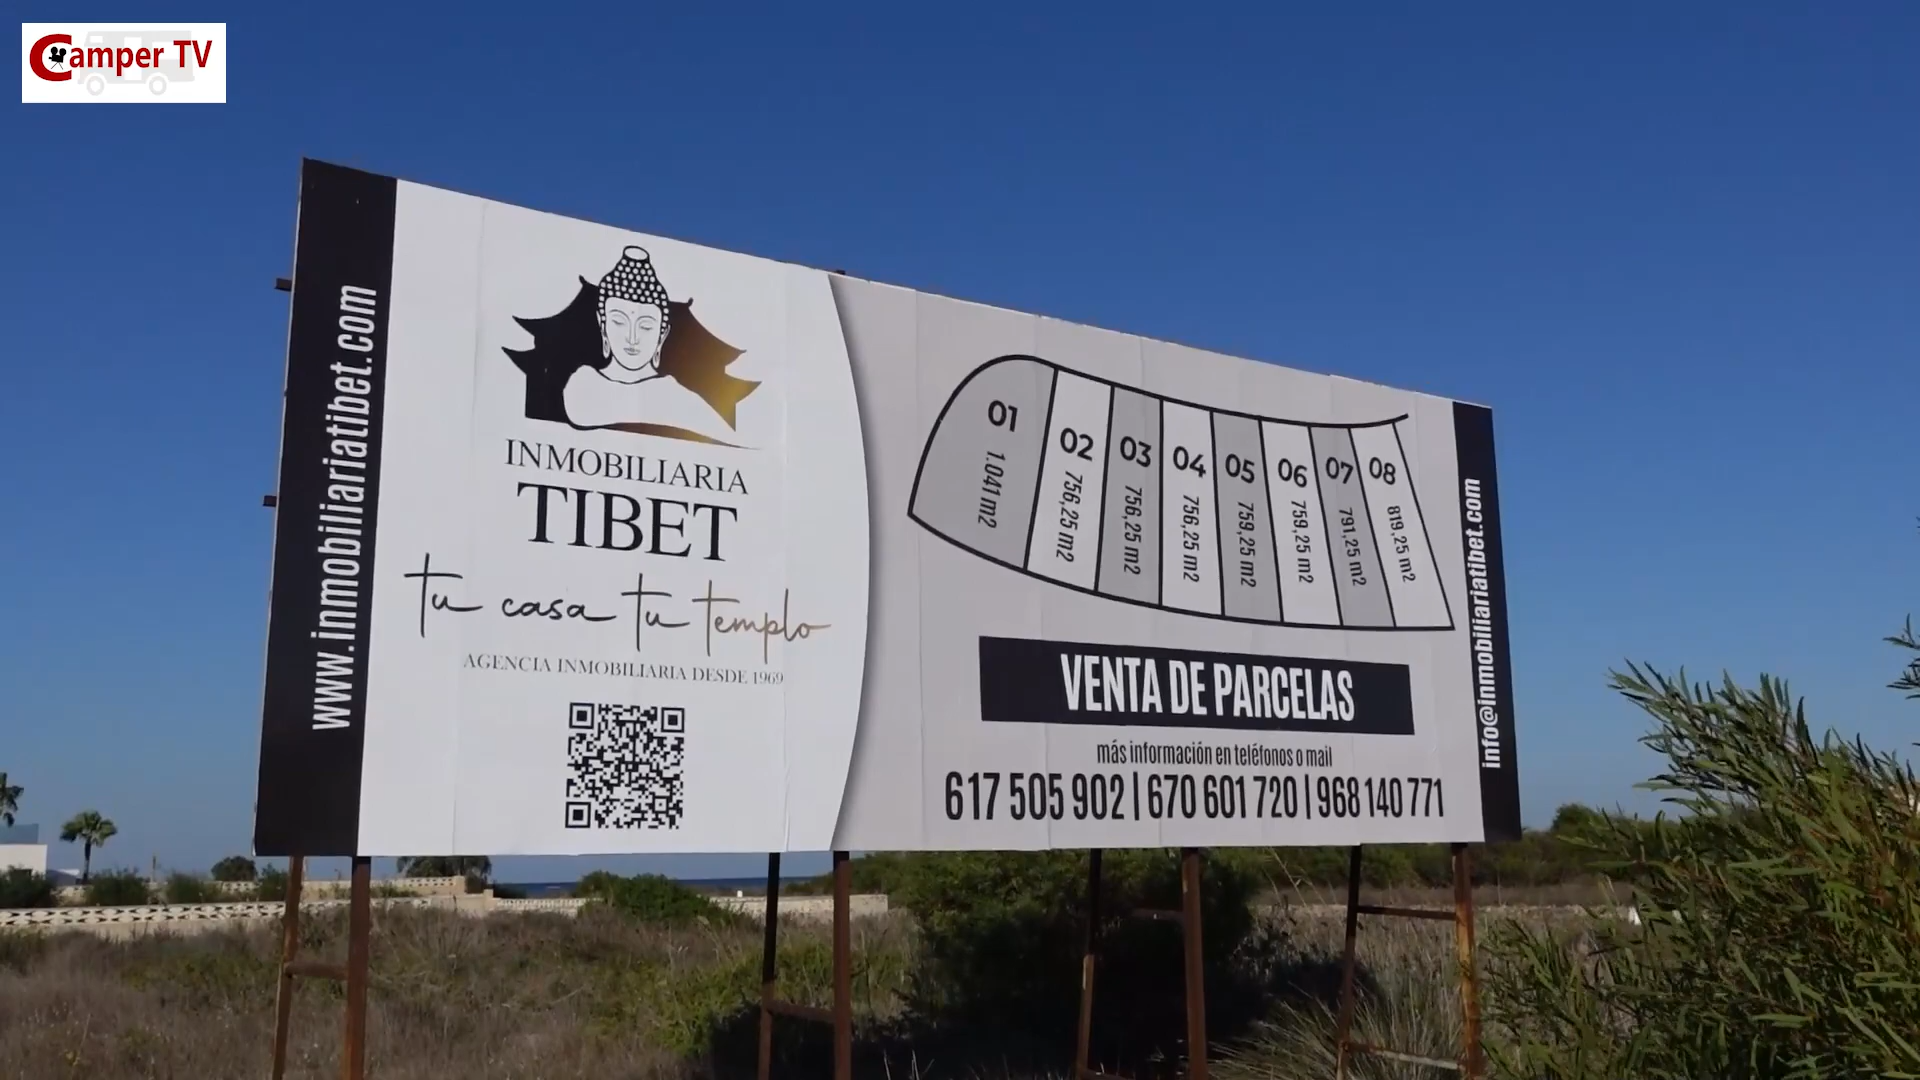 Camper TV
www.inmobiliariatibet.com
INMOBILIARIA
TIBET
tu casa tu templo
AGENCIA INMOBILIARIA DESDE 1969
01
1.041 m2
02
756,25 m2
03
756,25 m2
04
756,25 m2
05
759,25 m2
06
759,25 m2
07
791,25 m2
08
819,25 m2
VENTA DE PARCELAS
más información en teléfonos o mail
617 505 902 | 670 601 720 | 968 140 771
info@inmobiliariatibet.com